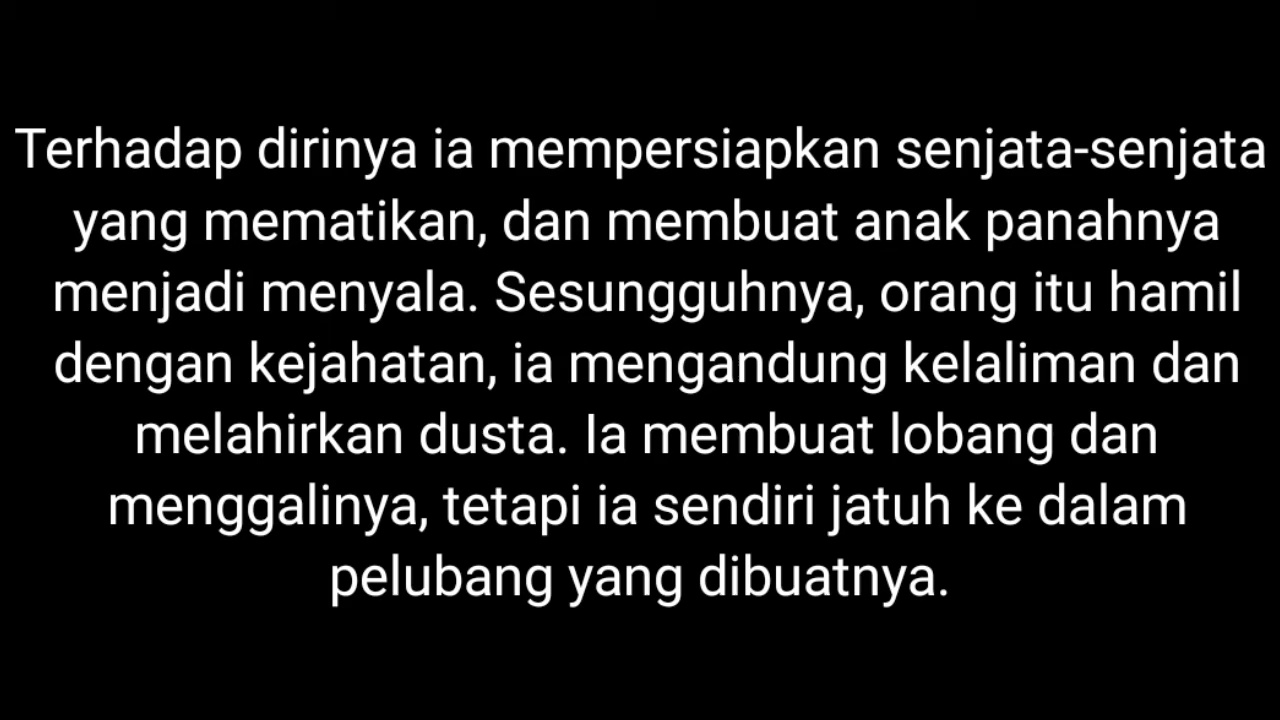 Terhadap dirinya ia mempersiapkan senjata-senjata
yang mematikan, dan membuat anak panahnya
menjadi menyala. Sesungguhnya, orang itu hamil
dengan kejahatan, ia mengandung kelaliman dan
melahirkan dusta. Ia membuat lobang dan
menggalinya, tetapi ia sendiri jatuh ke dalam
pelubang yang dibuatnya.